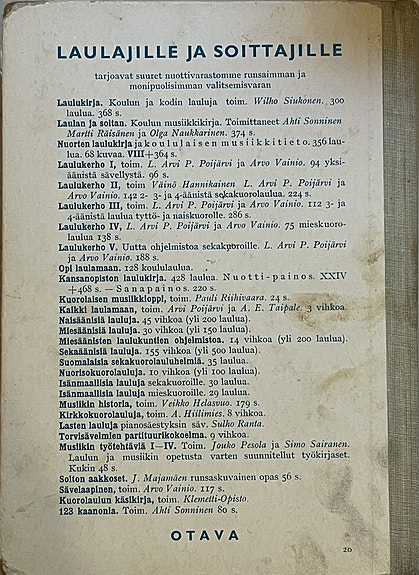 LAULAJILLE JA SOITTAJILLE
tarjoavat suuret nuottivarastomme runsaimman ja
monipuolisimman valitsemisvaran
Laulukirja. Koulun ja kodin lauluja toim. Wilho Siukonen. 300
laulua. 368 s.
Laulan ja soitan. Koulun musiikkikirja. Toimittaneet Ahti Sonninen
Martti Räisänen ja Olga Naukkarinen. 374 s.
Nuorten laulukirja ja koululaisen musiikkitieto. 356 lau-
lua. 68 kuvaa. VIII+364 s.
Laulukerho I, toim. L. Arvi P. Poijärvi ja Arvo Vainio. 94 yksi-
äänistä sävellystä. 96 s.
Laulukerho II, toim Väinö Hannikainen L. Arvi P. Poijärvi ja
Arvo Vainio. 142 2- 3- ja 4-äänistä sekakuorolaulua. 224 s.
Laulukerho III, toim. L. Arvi P. Poijärvi ja Arvo Vainio. 112 3- ja
4-äänistä laulua tyttö- ja naiskuorolle. 286 s.
Laulukerho IV, L. Arvi P. Poijärvi ja Arvo Vainio. 75 mieskuoro-
laulua 138 s.
Laulukerho V. Uutta ohjelmistoa sekakuoroille. L. Arvi P. Poijärvi
ja Arvo Vainio. 188 s.
Opi laulamaan. 128 koululaulua.
Kansanopiston laulukirja. 428 laulua. Nuotti-painos. XXIV
+468 s. — Sanapainos. 220 s.
Kuorolaisen musiikkioppi, toim. Pauli Riihivaara. 24 s.
Kaikki laulamaan, toim. Arvi Poijärvi ja A. E. Taipale. 3 vihkoa.
Naisäänisiä lauluja. 45 vihkoa (yli 200 laulua).
Miesäänisiä lauluja. 30 vihkoa (yli 150 laulua).
Miesäänisten laulukuntien ohjelmistoa. 14 vihkoa (yli 200 laulua).
Sekaäänisiä lauluja. 155 vihkoa (yli 500 laulua).
Suomalaisia sekakuorolauluhelmiä. 35 laulua.
Nuorisokuorolauluja. 10 vihkoa (yli 100 laulua).
Isänmaallisia lauluja sekakuoroille. 30 laulua.
Isänmaallisia lauluja mieskuoroille. 29 laulua.
Musiikin historia, toim. Veikko Helasvuo. 179 s.
Kirkkokuorolauluja, toim. A. Hiilimies. 8 vihkoa.
Lasten lauluja pianosäestyksin säv. Sulho Ranta.
Torvisävelmien partituurikokoelma. 9 vihkoa.
Musiikin työtehtäviä I—IV. Toim. Jouko Pesola ja Simo Sairanen.
Laulun ja musiikin opetusta varten suunnitellut työkirjaset.
Kukin 48 s.
Soiton aakkoset. J. Majamäen runsaskuvainen opas 56 s.
Sävelaapinen, toim. Arvo Vainio. 117 s.
Kuorolaulun käsikirja, toim. Klemetti-Opisto.
123 kaanonia. Toim. Ahti Sonninen 80 s.
OTAVA
20